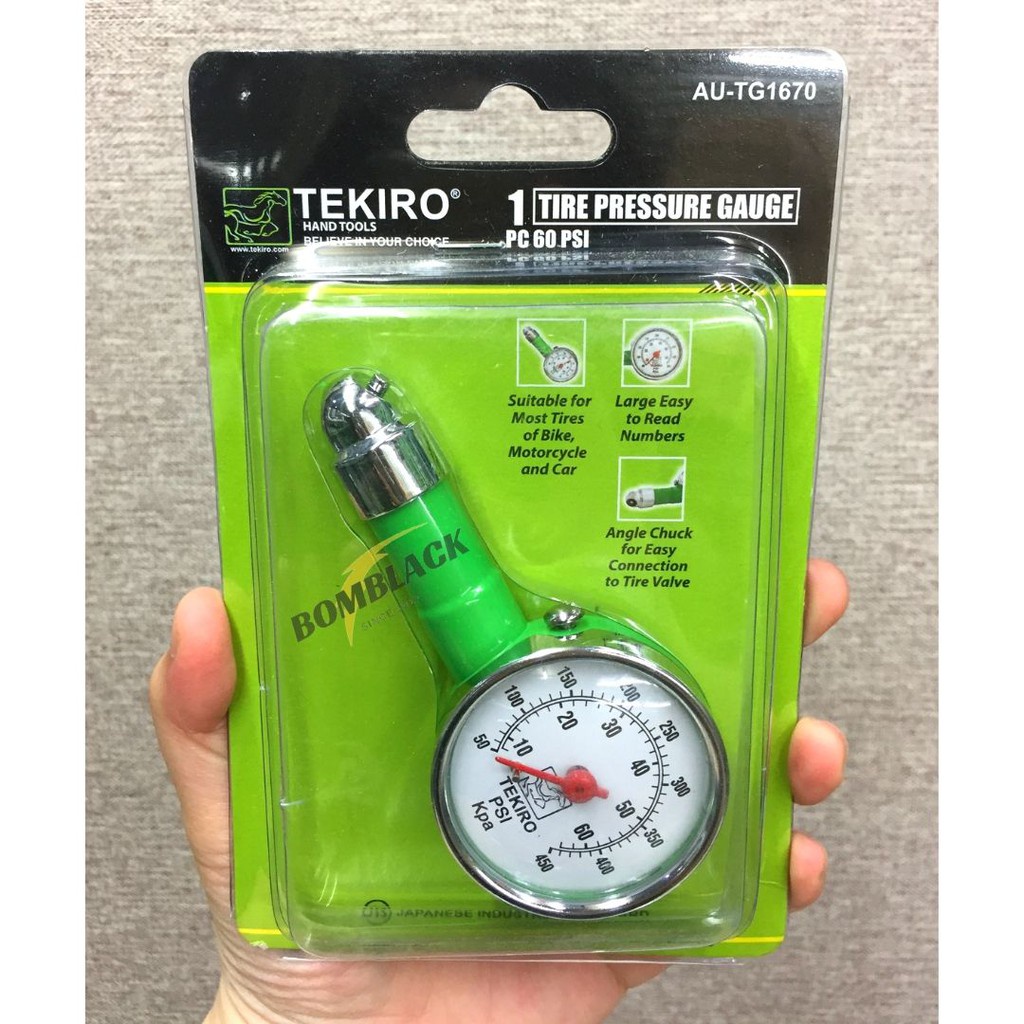 AU-TG1670
TEKIRO®
HAND TOOLS
BELIEVE IN YOUR CHOICE
www.tekiro.com
1 TIRE PRESSURE GAUGE
PC 60 PSI
Suitable for
Most Tires
of Bike,
Motorcycle
and Car
Large Easy
to Read
Numbers
Angle Chuck
for Easy
Connection
to Tire Valve
BOMBLACK
SINCE
50 100 150 200 250 300 350 400 450
10 20 30 40 50 60
TEKIRO
PSI
Kpa
JIS JAPANESE